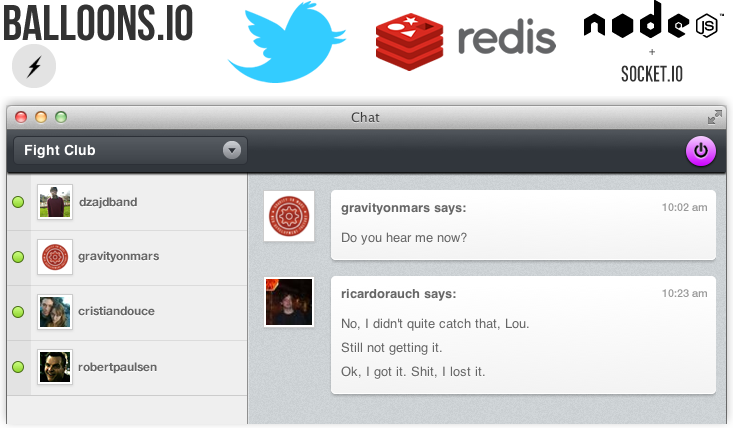 BALLOONS.IO
redis
node
JS
™
+
SOCKET.IO
Chat
Fight Club
dzajdband
gravityonmars
cristiandouce
robertpaulsen
gravityonmars says:
10:02 am
Do you hear me now?
ricardorauch says:
10:23 am
No, I didn't quite catch that, Lou.
Still not getting it.
Ok, I got it. Shit, I lost it.